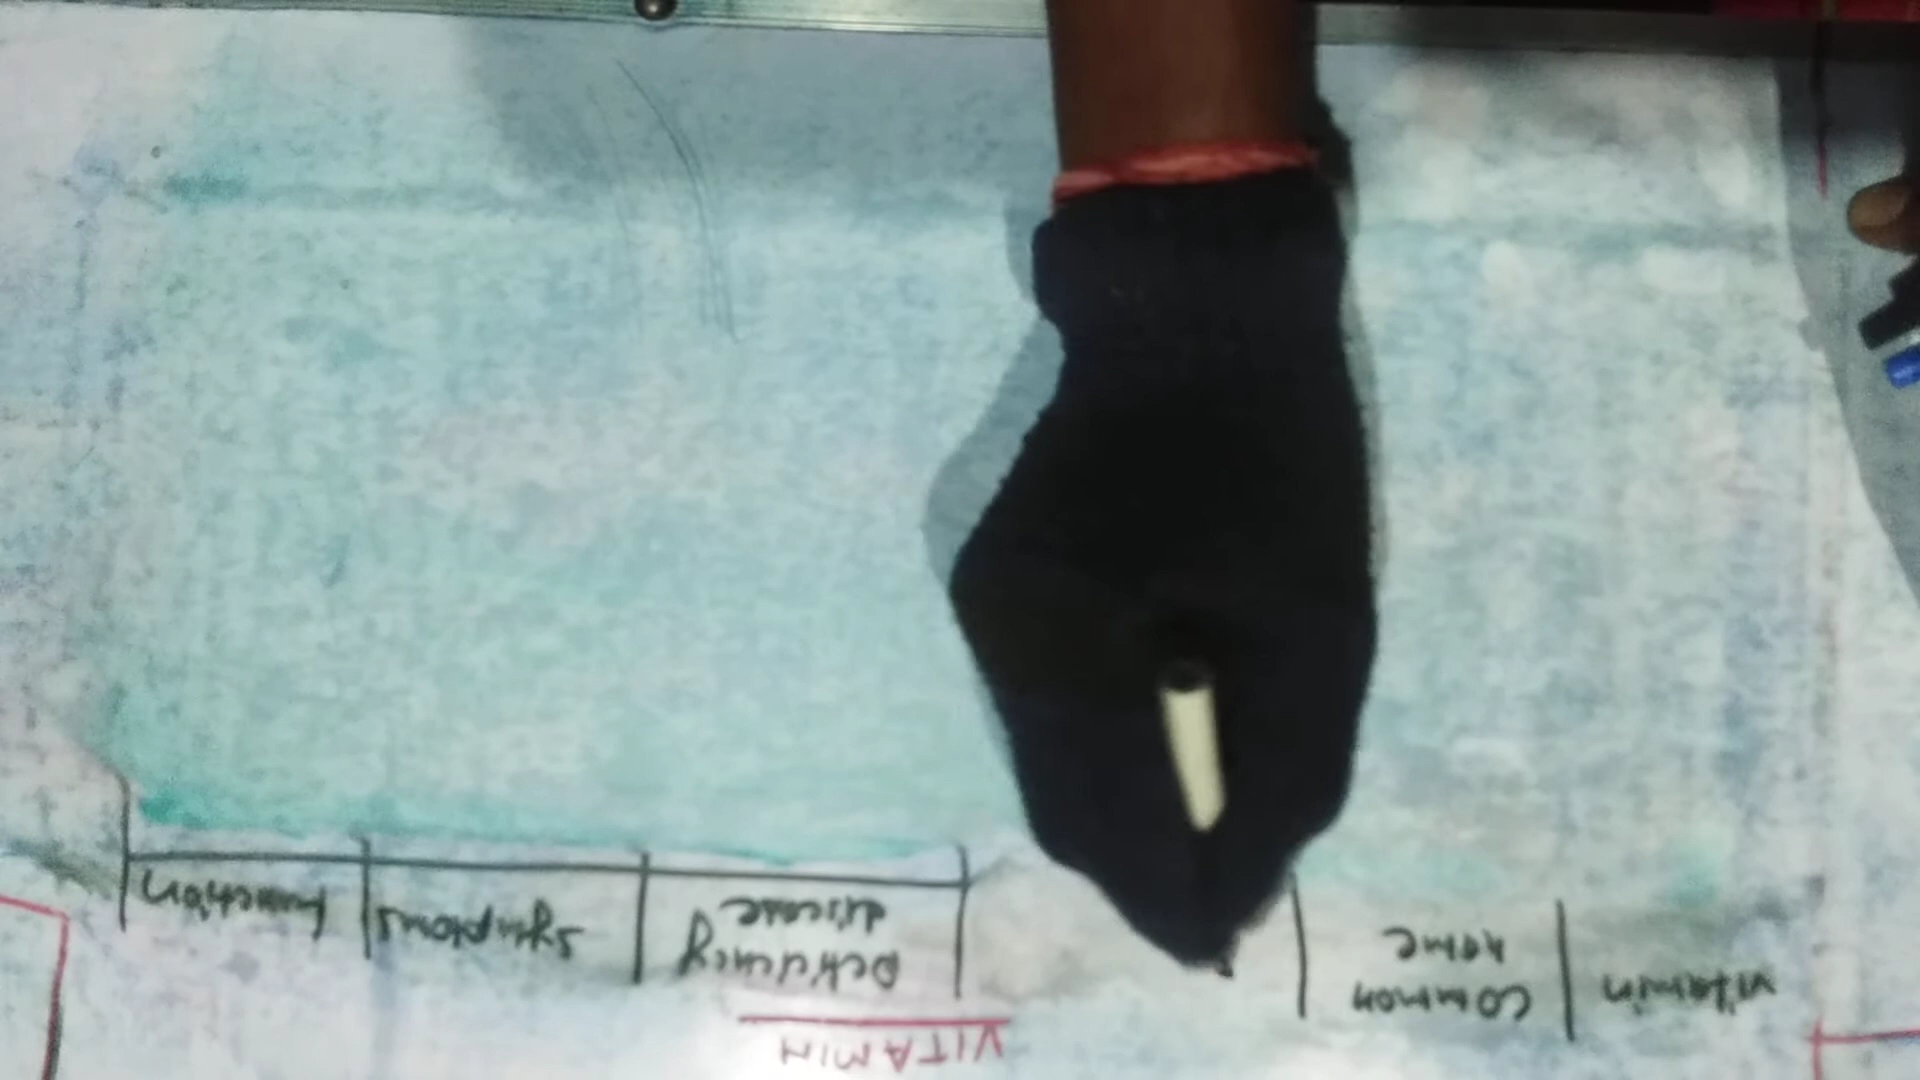 VITAMIN
vitamin
common
name
Deficiency
disease
symptoms
function